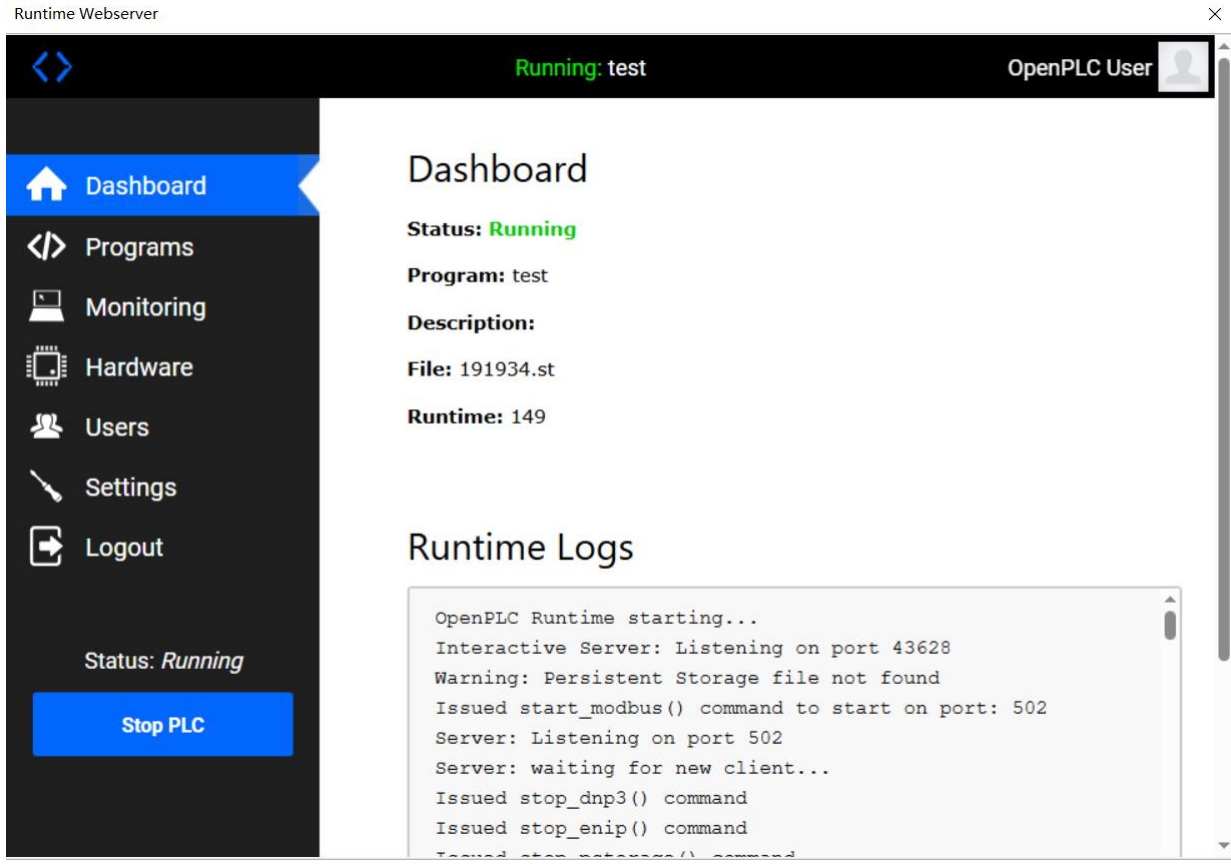 Runtime Webserver
Running: test
OpenPLC User
Dashboard
Programs
Monitoring
Hardware
Users
Settings
Logout
Status: Running
Stop PLC
Dashboard
Status: Running
Program: test
Description:
File: 191934.st
Runtime: 149
Runtime Logs
OpenPLC Runtime starting...
Interactive Server: Listening on port 43628
Warning: Persistent Storage file not found
Issued start_modbus() command to start on port: 502
Server: Listening on port 502
Server: waiting for new client...
Issued stop_dnp3() command
Issued stop_enip() command
Issued stop_pstorage() command